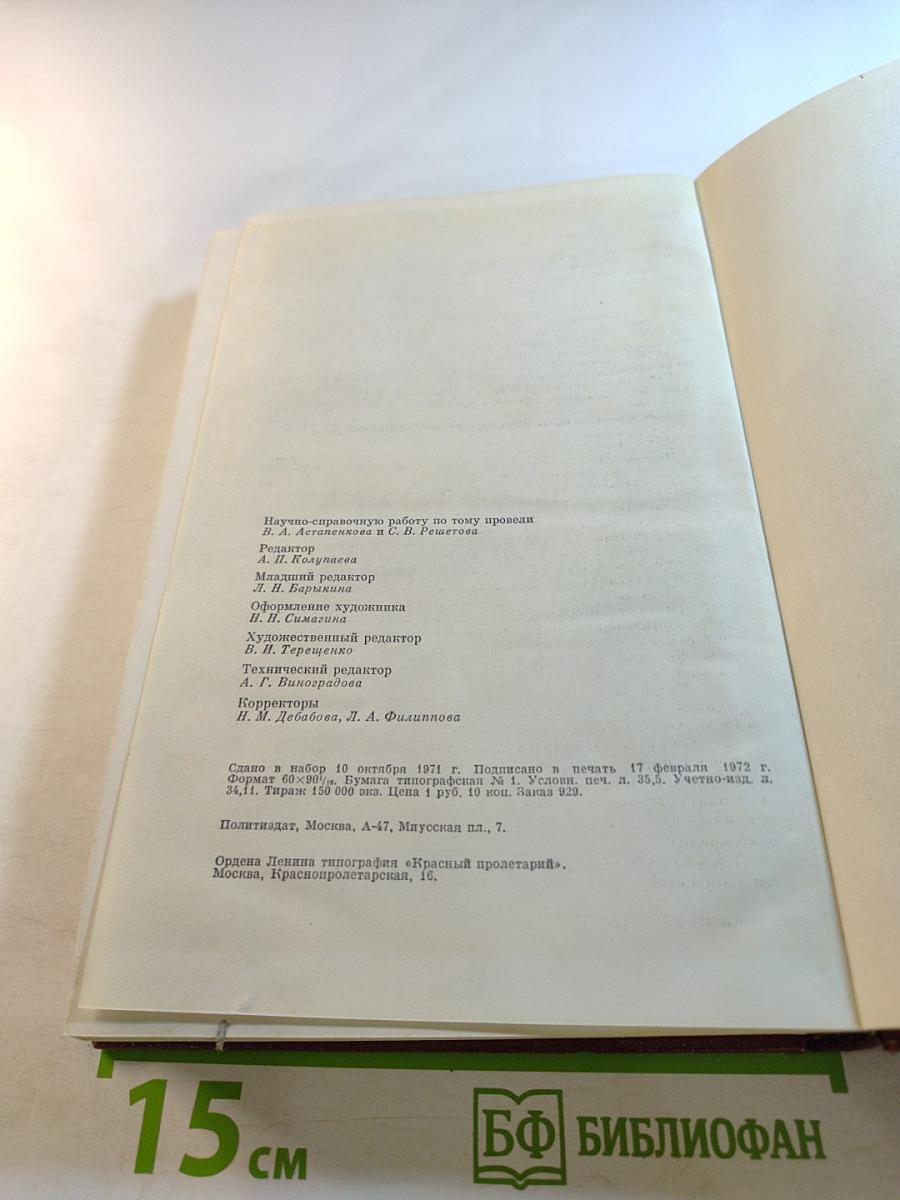 Научно-справочную работу по тому провели
В. А. Астапенкова и С. В. Решетова
Редактор
А. П. Колупаева
Младший редактор
Л. Н. Барыкина
Оформление художника
Н. Н. Симагина
Художественный редактор
В. И. Терещенко
Технический редактор
А. Г. Виноградова
Корректоры
Н. М. Дебабова, Л. А. Филиппова
Сдано в набор 10 октября 1971 г. Подписано в печать 17 февраля 1972 г.
Формат 60×90¹/₁₆. Бумага типографская № 1. Условн. печ. л. 35,5. Учетно-изд. л.
34,11. Тираж 150 000 экз. Цена 1 руб. 10 коп. Заказ 929.
Политиздат, Москва, А-47, Миусская пл., 7.
Ордена Ленина типография «Красный пролетарий».
Москва, Краснопролетарская, 16.
15 см
БФ БИБЛИОФАН